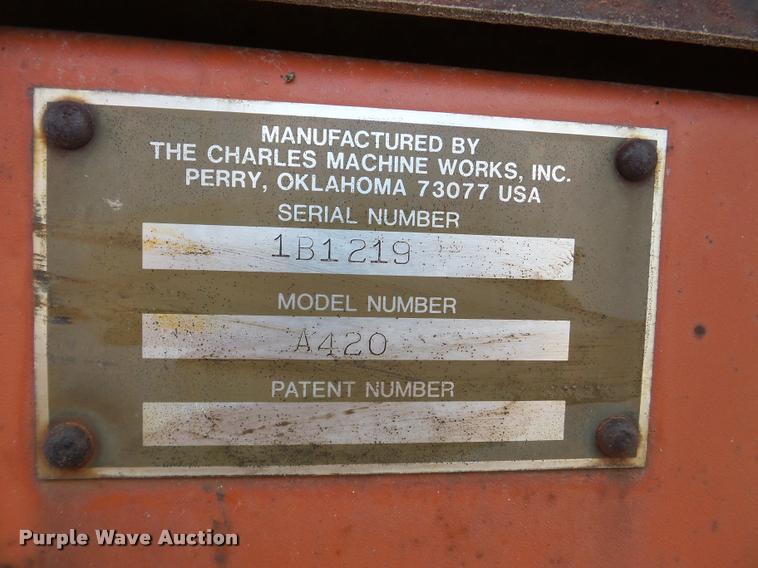 MANUFACTURED BY
THE CHARLES MACHINE WORKS, INC.
PERRY, OKLAHOMA 73077 USA
SERIAL NUMBER
1B1219
MODEL NUMBER
A420
PATENT NUMBER
Purple Wave Auction